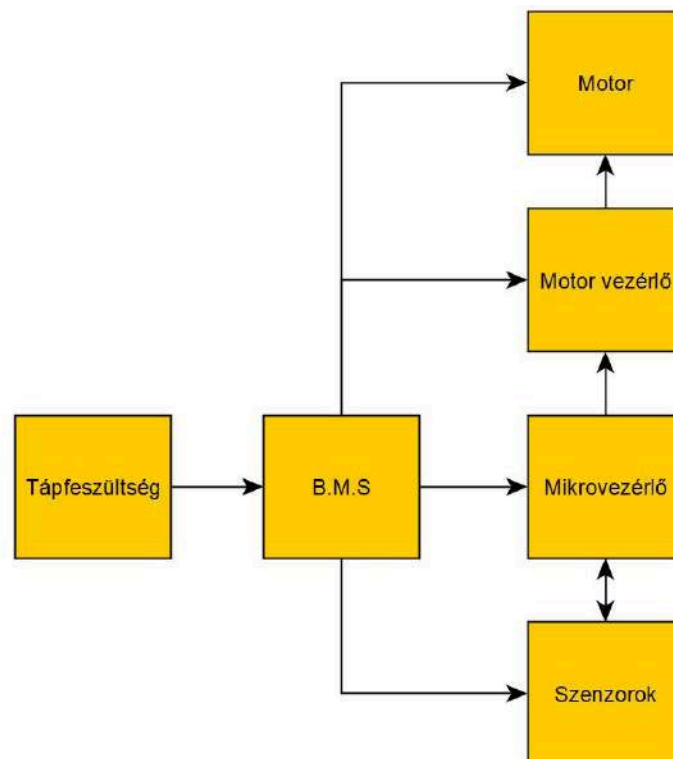 Motor
Motor vezérlő
Tápfeszültség
B.M.S
Mikrovezérlő
Szenzorok